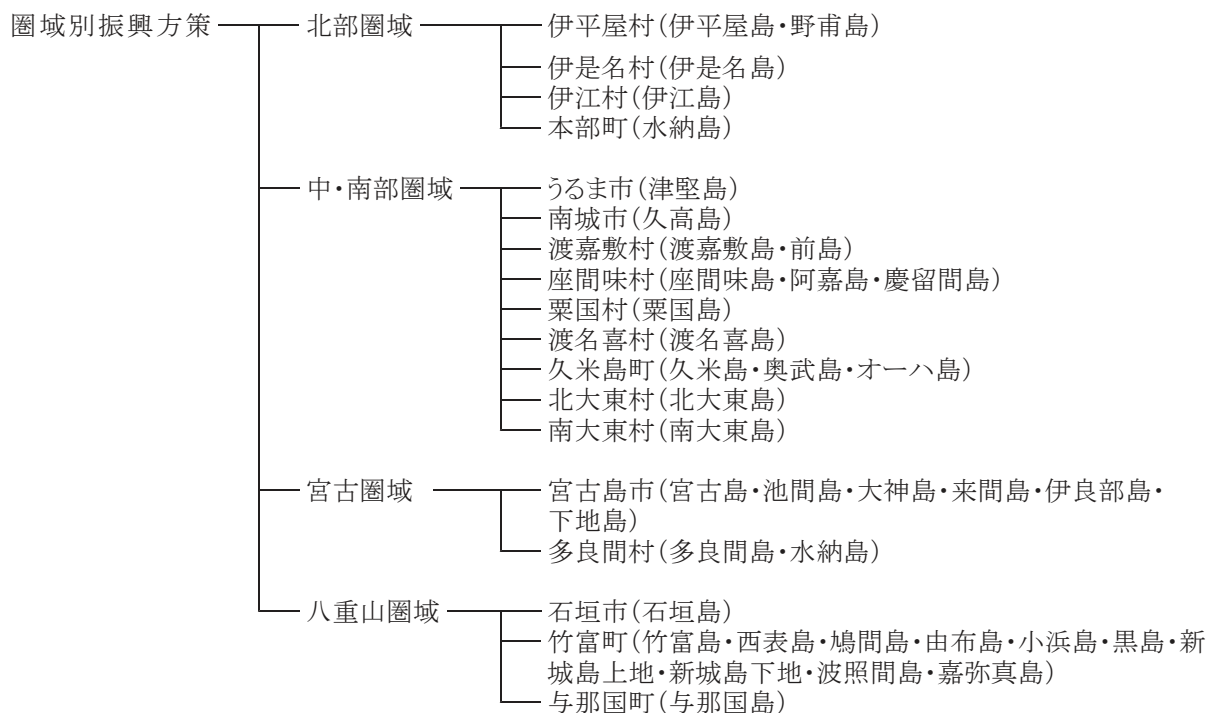 圏域別振興方策
北部圏域
伊平屋村(伊平屋島・野甫島)
伊是名村(伊是名島)
伊江村(伊江島)
本部町(水納島)
中・南部圏域
うるま市(津堅島)
南城市(久高島)
渡嘉敷村(渡嘉敷島・前島)
座間味村(座間味島・阿嘉島・慶留間島)
粟国村(粟国島)
渡名喜村(渡名喜島)
久米島町(久米島・奥武島・オーハ島)
北大東村(北大東島)
南大東村(南大東島)
宮古圏域
宮古島市(宮古島・池間島・大神島・来間島・伊良部島・
下地島)
多良間村(多良間島・水納島)
八重山圏域
石垣市(石垣島)
竹富町(竹富島・西表島・鳩間島・由布島・小浜島・黒島・新
城島上地・新城島下地・波照間島・嘉弥真島)
与那国町(与那国島)